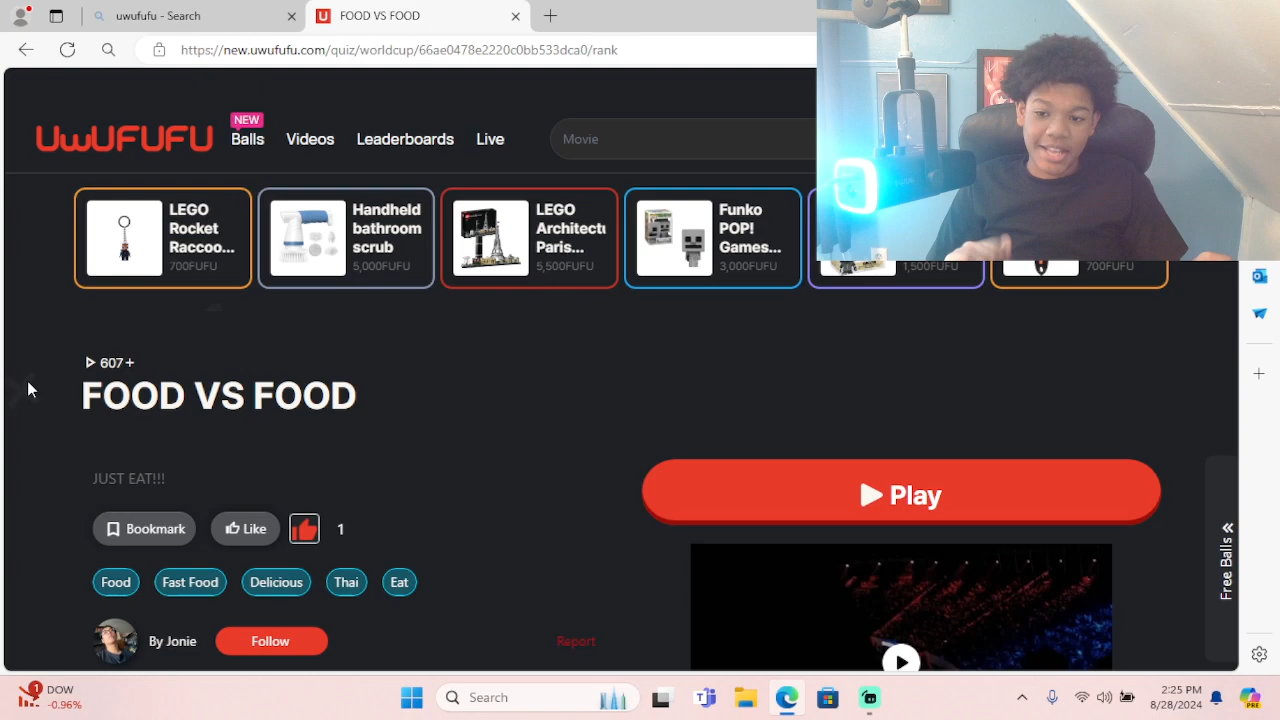 uwufufu - Search
FOOD VS FOOD
https://new.uwufufu.com/quiz/worldcup/66ae0478e2220c0bb533dca0/rank
UwUFUFU
NEW
Balls
Videos
Leaderboards
Live
Movie
LEGO
Rocket
Raccoo...
700FUFU
Handheld
bathroom
scrub
5,000FUFU
LEGO
Architectu
Paris...
5,500FUFU
Funko
POP!
Games...
3,000FUFU
1,500FUFU
700FUFU
607+
FOOD VS FOOD
JUST EAT!!!
Play
Bookmark
Like
1
Food
Fast Food
Delicious
Thai
Eat
By Jonie
Follow
Report
Free Balls
1
DOW
-0.96%
Search
2:25 PM
8/28/2024
PRE